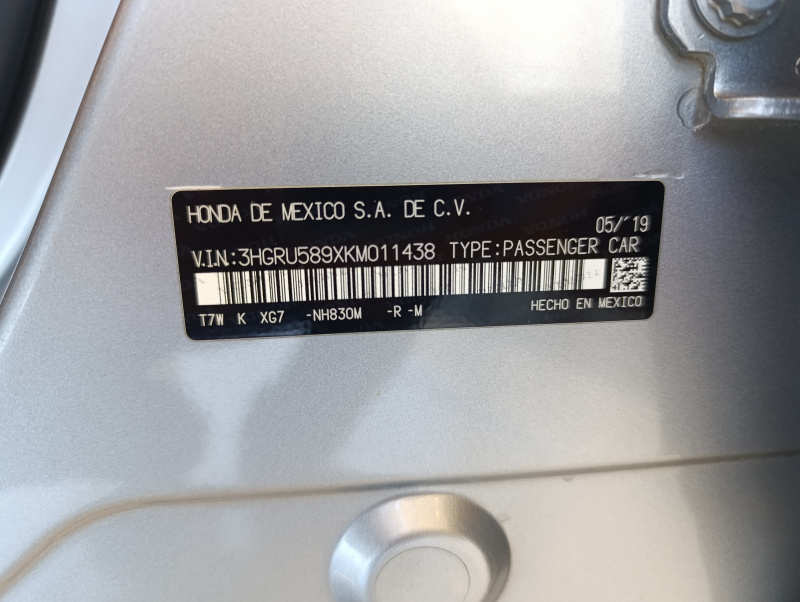 HONDA DE MEXICO S.A. DE C.V.
05/'19
V.I.N:3HGRU589XKM011438 TYPE:PASSENGER CAR
T7W K XG7 -NH830M -R -M
HECHO EN MEXICO